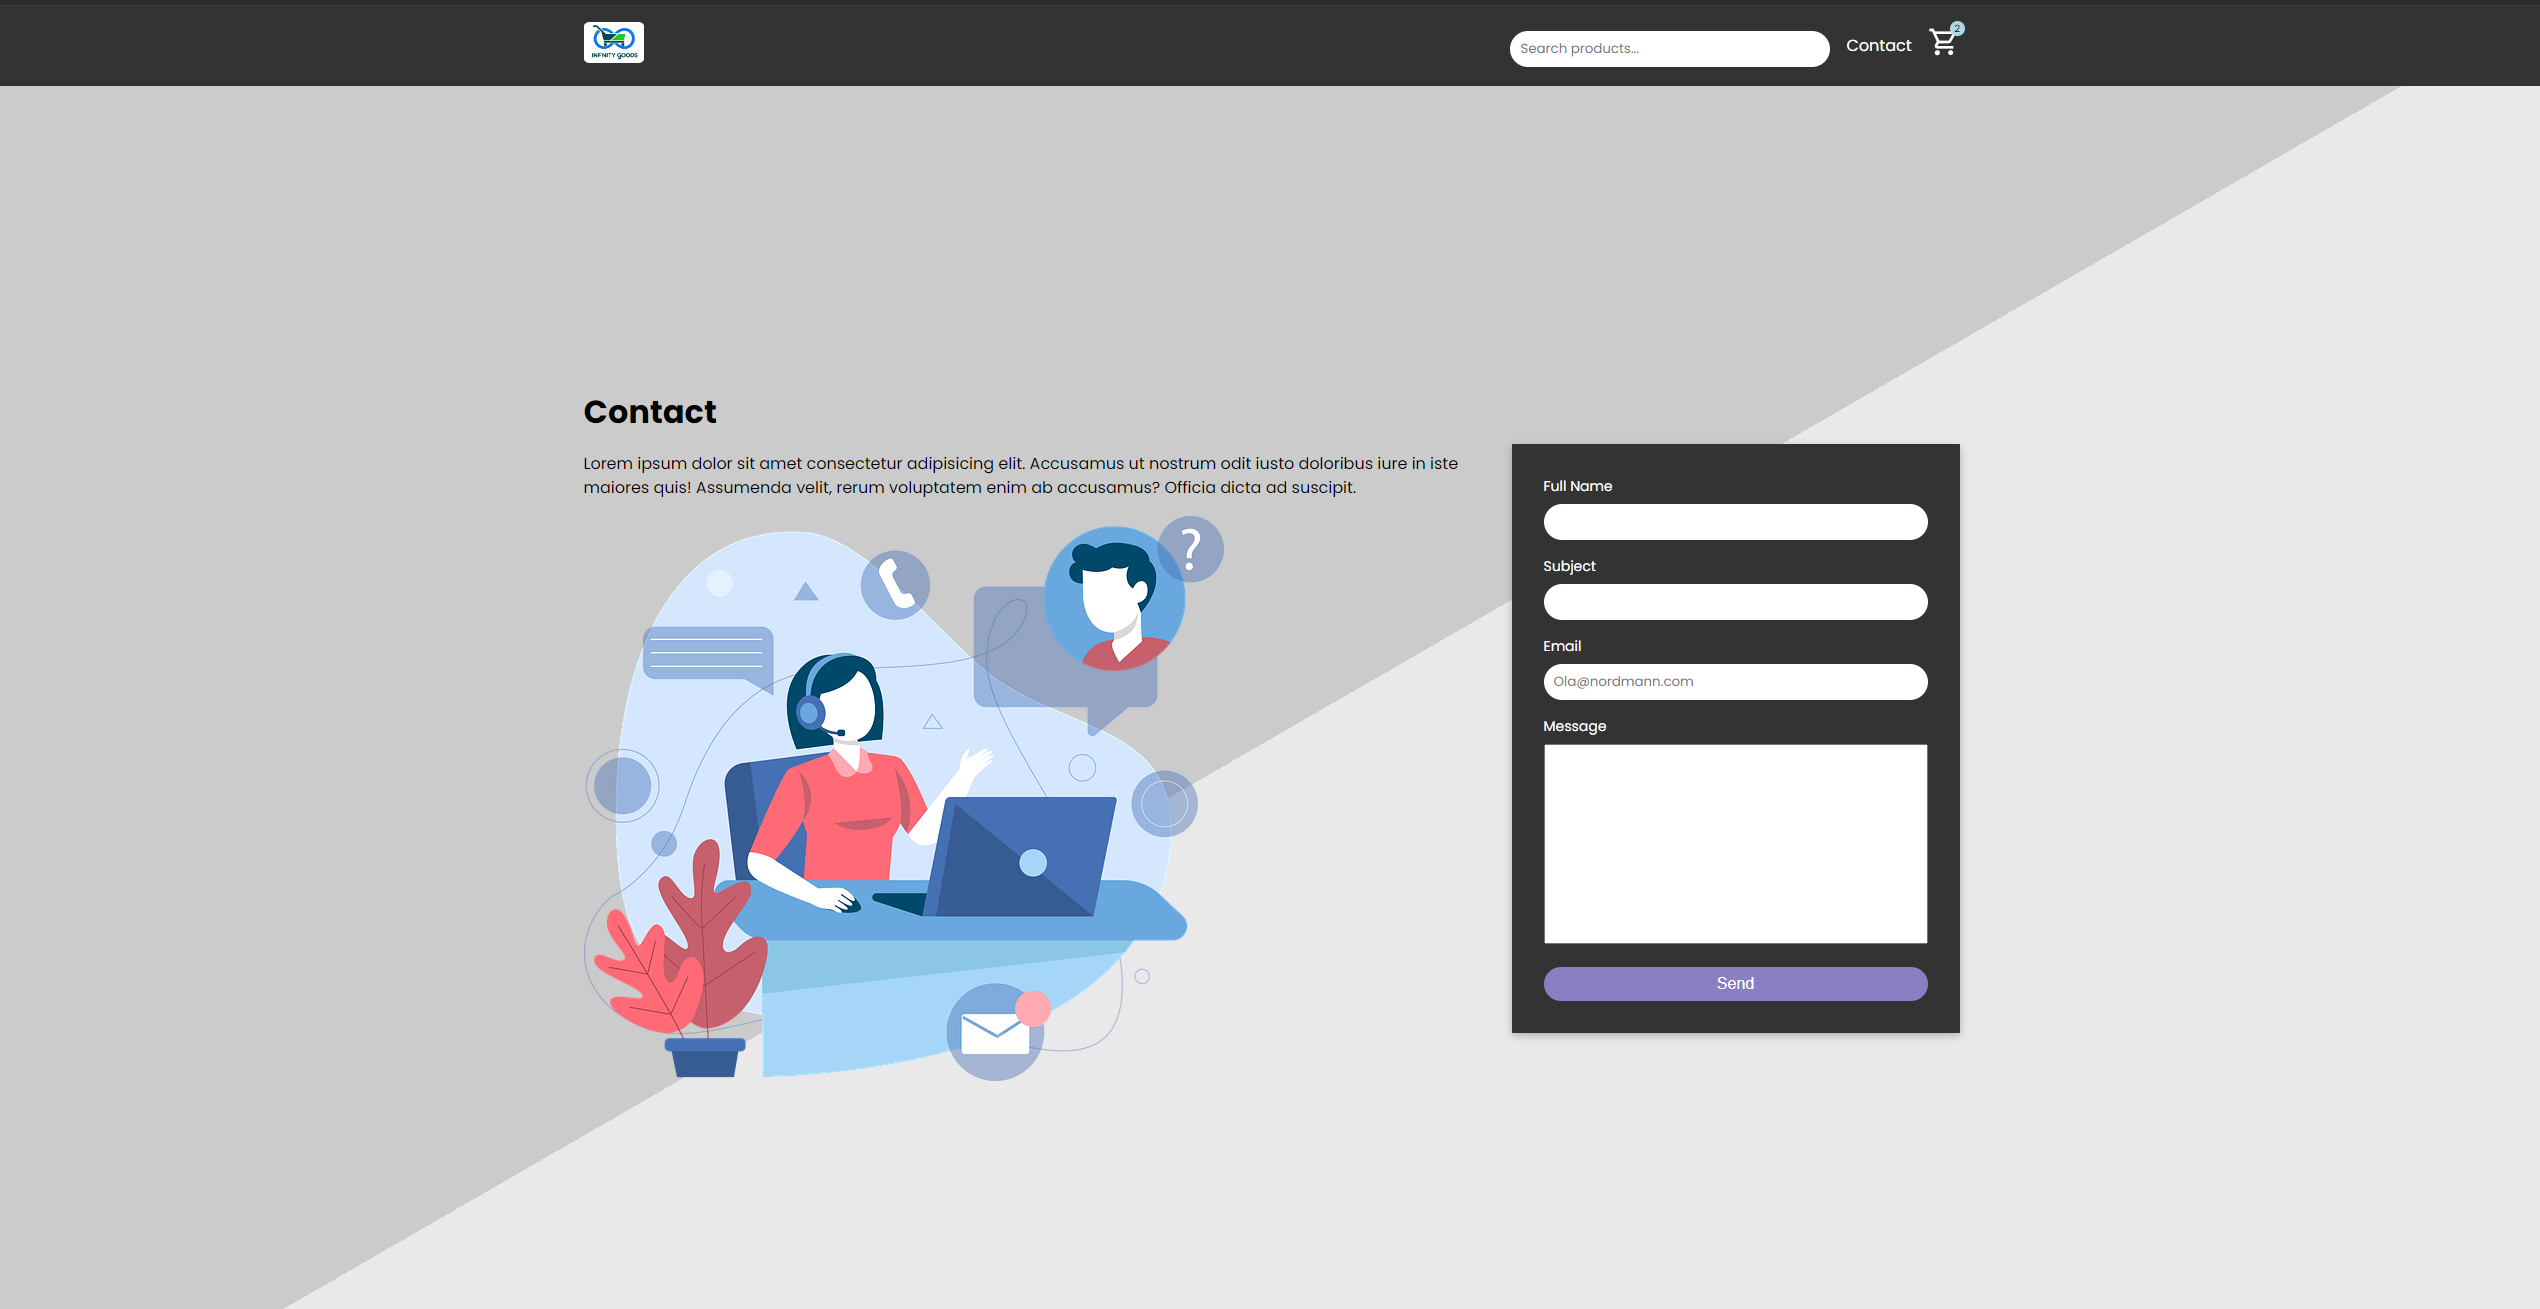 INFINITY GOODS
Search products...
Contact
2
Contact
Lorem ipsum dolor sit amet consectetur adipisicing elit. Accusamus ut nostrum odit iusto doloribus iure in iste
maiores quis! Assumenda velit, rerum voluptatem enim ab accusamus? Officia dicta ad suscipit.
?
Full Name
Subject
Email
Ola@nordmann.com
Message
Send